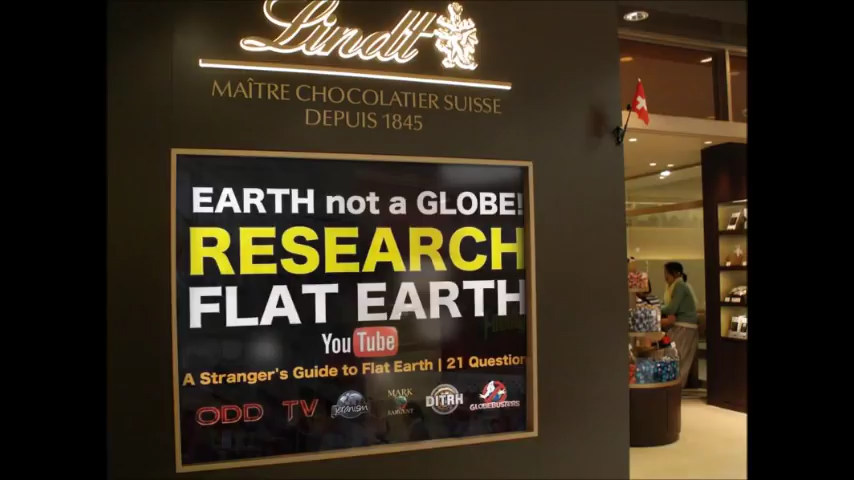 Lindt
MAÎTRE CHOCOLATIER SUISSE
DEPUIS 1845
EARTH not a GLOBE!
RESEARCH
FLAT EARTH
YouTube
A Stranger's Guide to Flat Earth | 21 Question
ODD TV jeranism MARK SARGENT DITRH GLOBEBUSTERS